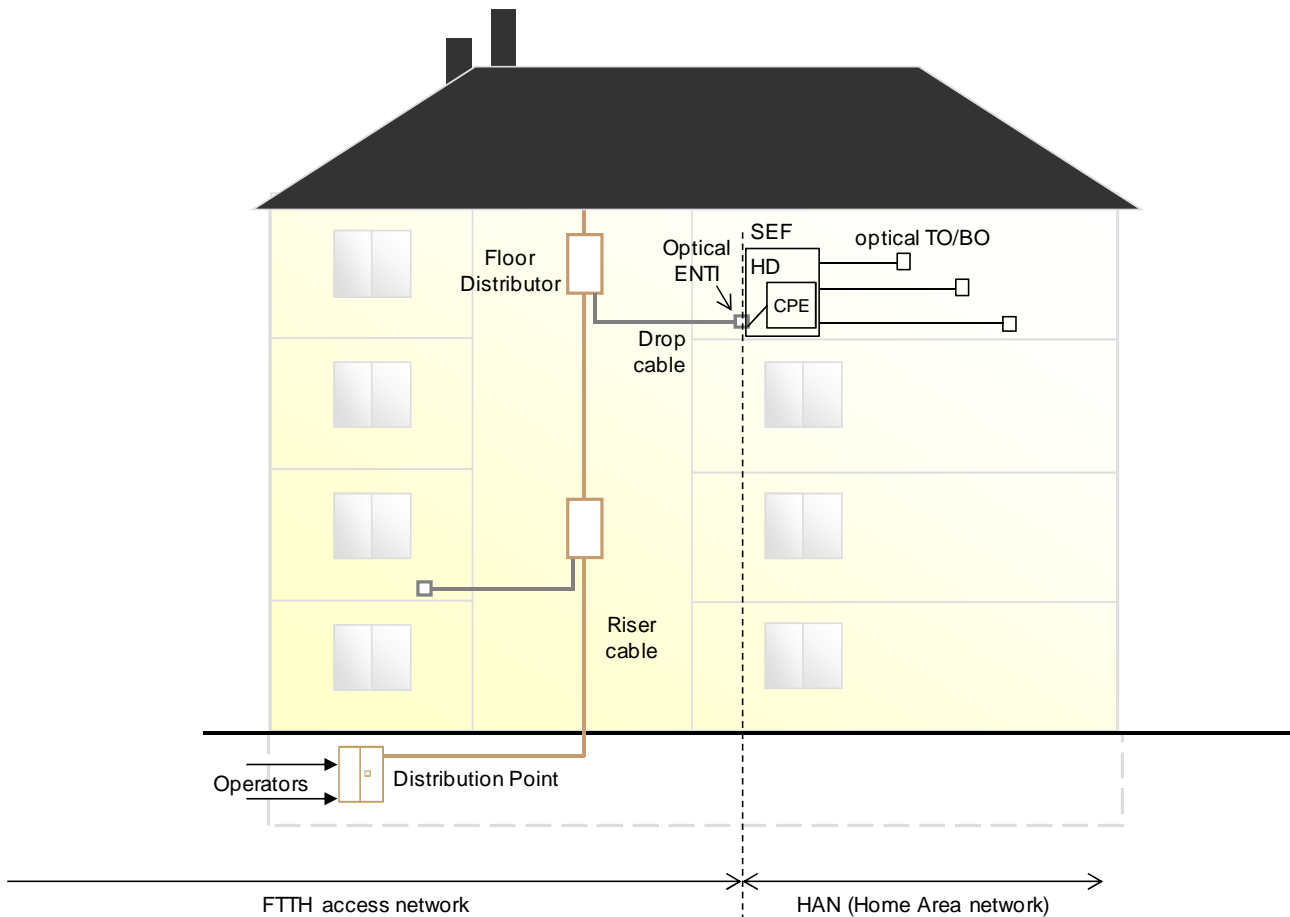 SEF
optical TO/BO
Optical
ENTI
Floor
Distributor
HD
CPE
Drop
cable
Riser
cable
Operators
Distribution Point
FTTH access network
HAN (Home Area network)